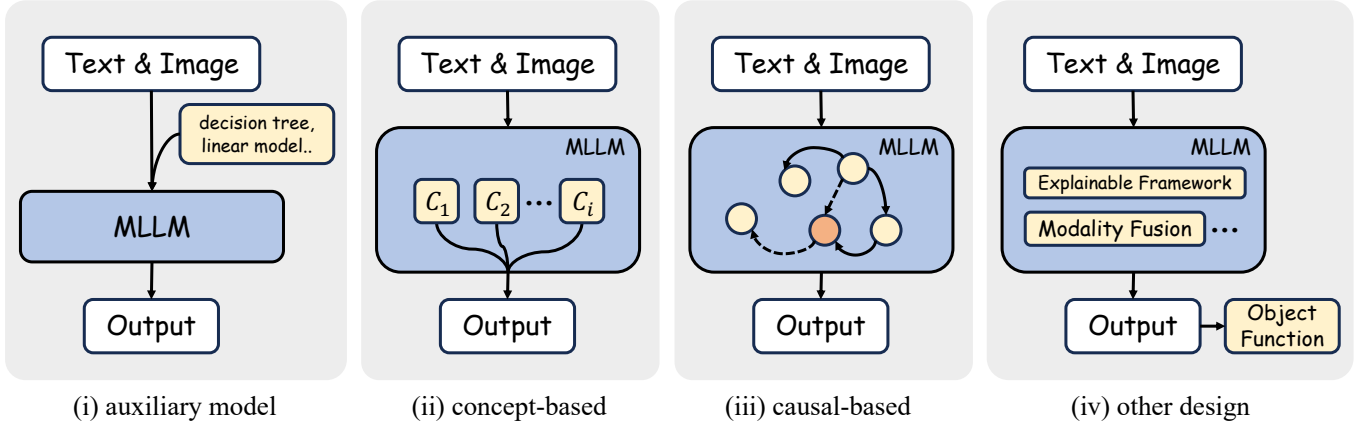 Text & Image
decision tree,
linear model..
MLLM
Output
(i) auxiliary model
Text & Image
MLLM
C1 C2 ··· Ci
Output
(ii) concept-based
Text & Image
MLLM
Output
(iii) causal-based
Text & Image
MLLM
Explainable Framework
Modality Fusion ···
Output
Object
Function
(iv) other design